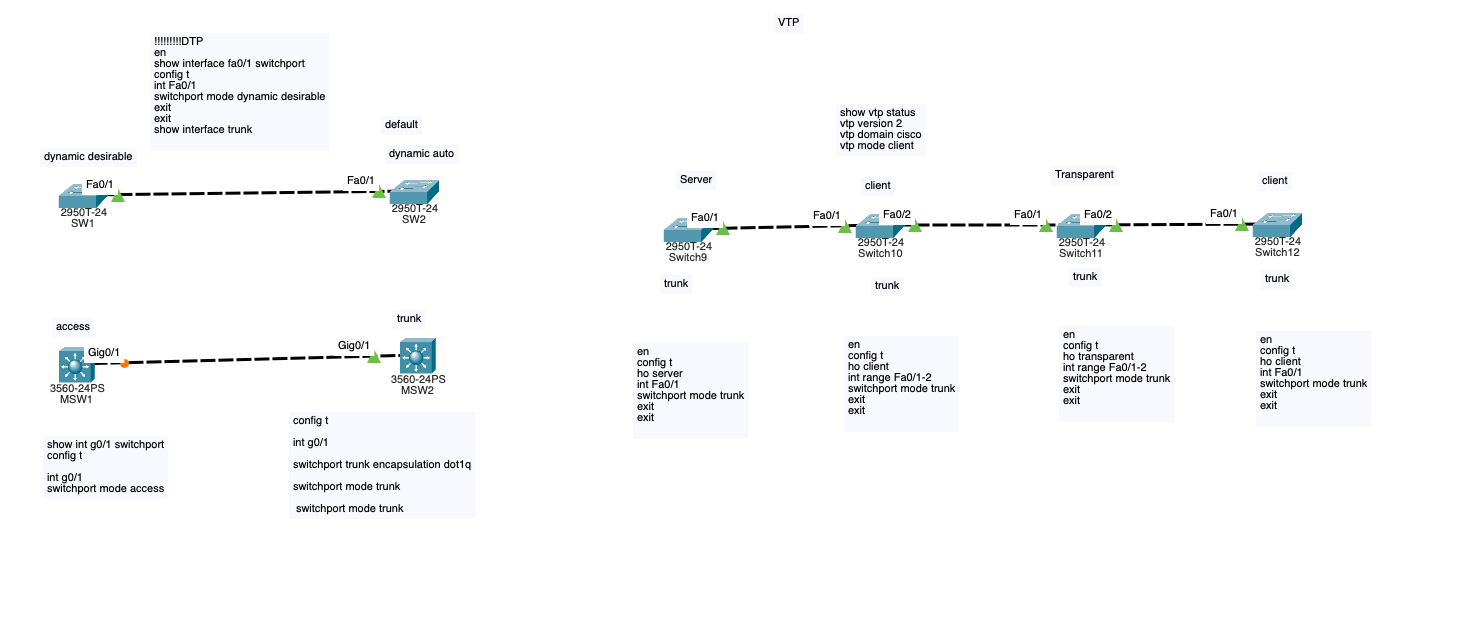 VTP
!!!!!!!!!DTP
en
show interface fa0/1 switchport
config t
int Fa0/1
switchport mode dynamic desirable
exit
exit
show interface trunk
default
dynamic desirable
dynamic auto
Fa0/1
Fa0/1
2950T-24
SW1
2950T-24
SW2
access
trunk
Gig0/1
Gig0/1
3560-24PS
MSW1
3560-24PS
MSW2
show int g0/1 switchport
config t
int g0/1
switchport mode access
config t
int g0/1
switchport trunk encapsulation dot1q
switchport mode trunk
switchport mode trunk
show vtp status
vtp version 2
vtp domain cisco
vtp mode client
Server
client
Transparent
client
Fa0/1
Fa0/1
Fa0/2
Fa0/1
Fa0/2
Fa0/1
2950T-24
Switch9
2950T-24
Switch10
2950T-24
Switch11
2950T-24
Switch12
trunk
trunk
trunk
trunk
en
config t
ho server
int Fa0/1
switchport mode trunk
exit
exit
en
config t
ho client
int range Fa0/1-2
switchport mode trunk
exit
exit
en
config t
ho transparent
int range Fa0/1-2
switchport mode trunk
exit
exit
en
config t
ho client
int Fa0/1
switchport mode trunk
exit
exit